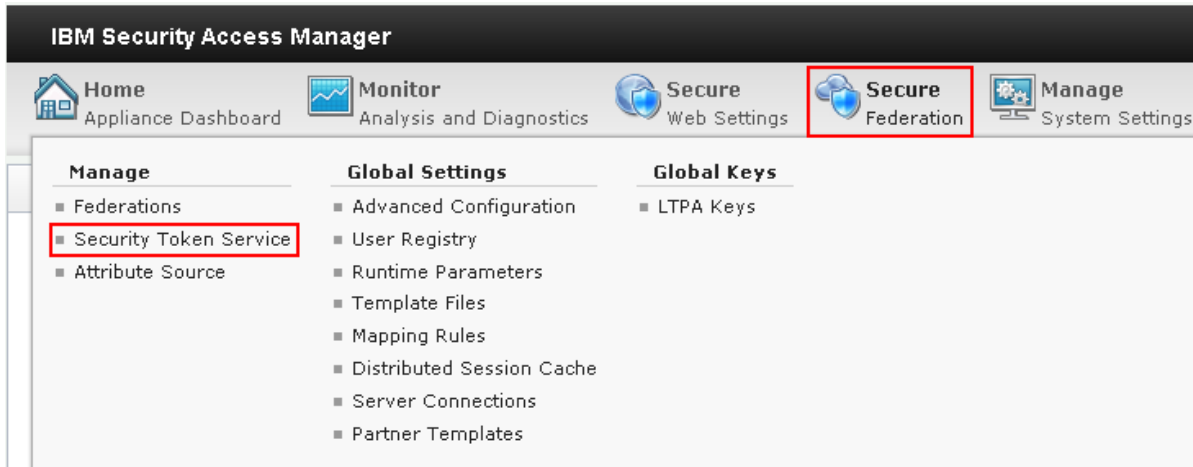 IBM Security Access Manager
Home Monitor Secure Secure Manage
Appliance Dashboard Analysis and Diagnostics Web Settings Federation System Settings
Manage Global Settings Global Keys
Federations Advanced Configuration LTPA Keys
Security Token Service User Registry
Attribute Source Runtime Parameters
Template Files
Mapping Rules
Distributed Session Cache
Server Connections
Partner Templates